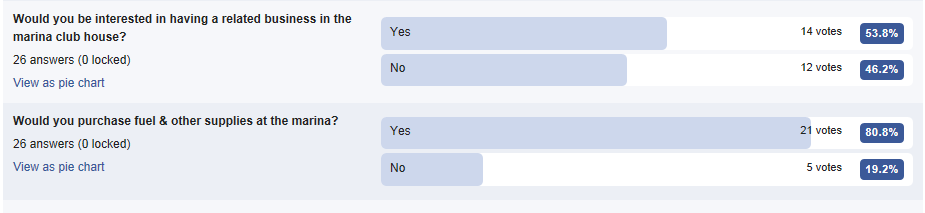 Would you be interested in having a related business in the
marina club house?
26 answers (0 locked)
View as pie chart
Yes 14 votes 53.8%
No 12 votes 46.2%
Would you purchase fuel & other supplies at the marina?
26 answers (0 locked)
View as pie chart
Yes 21 votes 80.8%
No 5 votes 19.2%